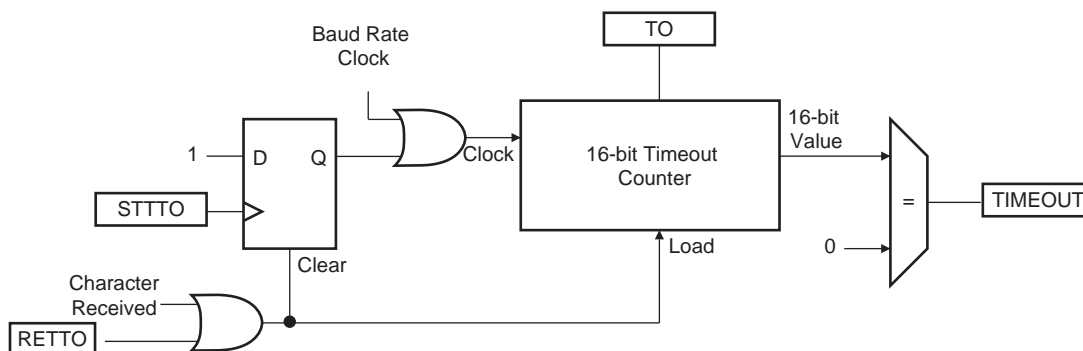 TO
Baud Rate
Clock
16-bit
Value
1
D
Q
Clock
16-bit Timeout
Counter
STTTO
=
TIMEOUT
0
Load
Clear
Character
Received
RETTO